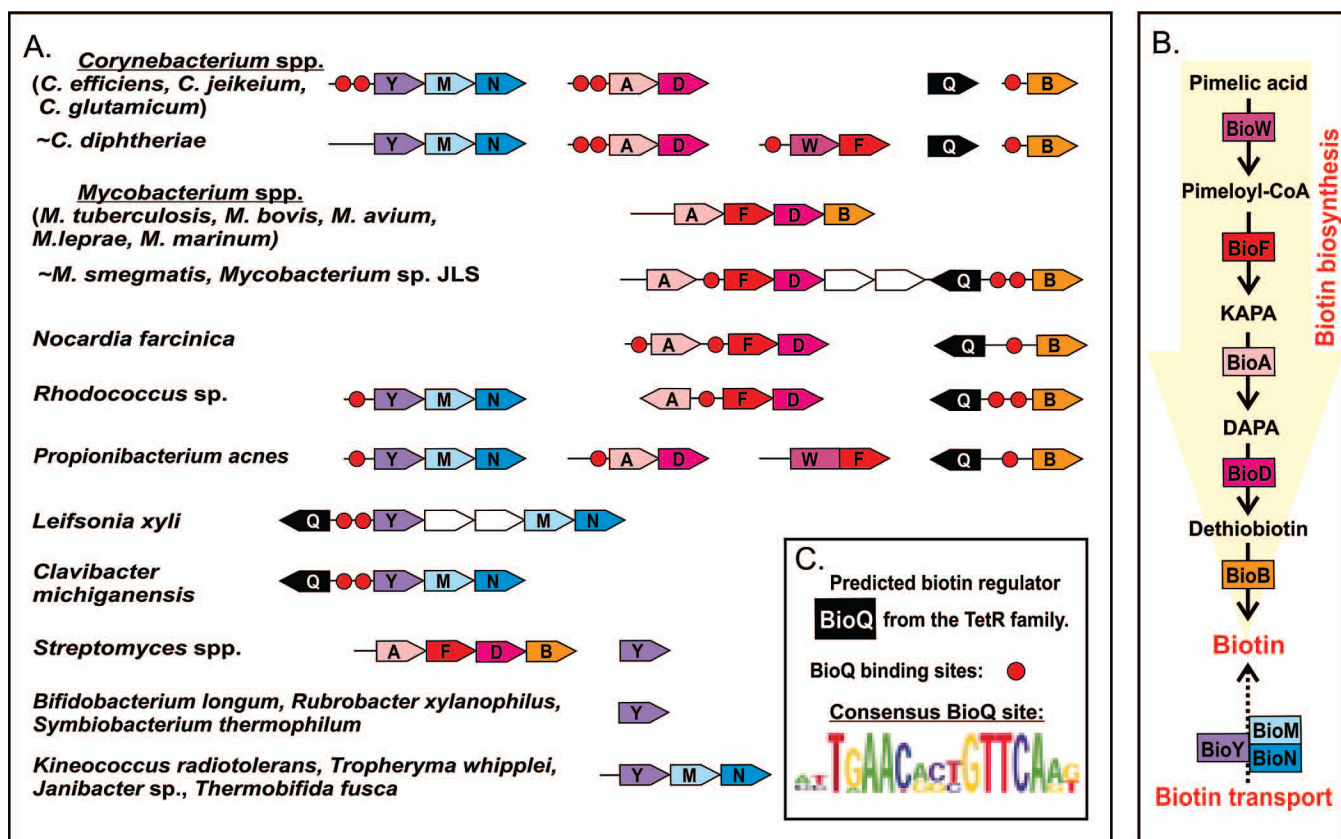 A.
Corynebacterium spp.
(C. efficiens, C. jeikeium,
C. glutamicum)
Y M N A D Q B
~C. diphtheriae
Y M N A D W F Q B
Mycobacterium spp.
(M. tuberculosis, M. bovis, M. avium,
M.leprae, M. marinum)
A F D B
~M. smegmatis, Mycobacterium sp. JLS
A F D Q B
Nocardia farcinica
A F D Q B
Rhodococcus sp.
Y M N A F D Q B
Propionibacterium acnes
Y M N A D W F Q B
Leifsonia xyli
Q Y M N
Clavibacter
michiganensis
Q Y M N
Streptomyces spp.
A F D B Y
Bifidobacterium longum, Rubrobacter xylanophilus,
Symbiobacterium thermophilum
Y
Kineococcus radiotolerans, Tropheryma whipplei,
Janibacter sp., Thermobifida fusca
Y M N
C.
Predicted biotin regulator
BioQ from the TetR family.
BioQ binding sites:
Consensus BioQ site:
TGAACACTGTTCA
B.
Pimelic acid
BioW
Pimeloyl-CoA
BioF
KAPA
BioA
DAPA
BioD
Dethiobiotin
BioB
Biotin
BioY
BioM
BioN
Biotin transport
Biotin biosynthesis